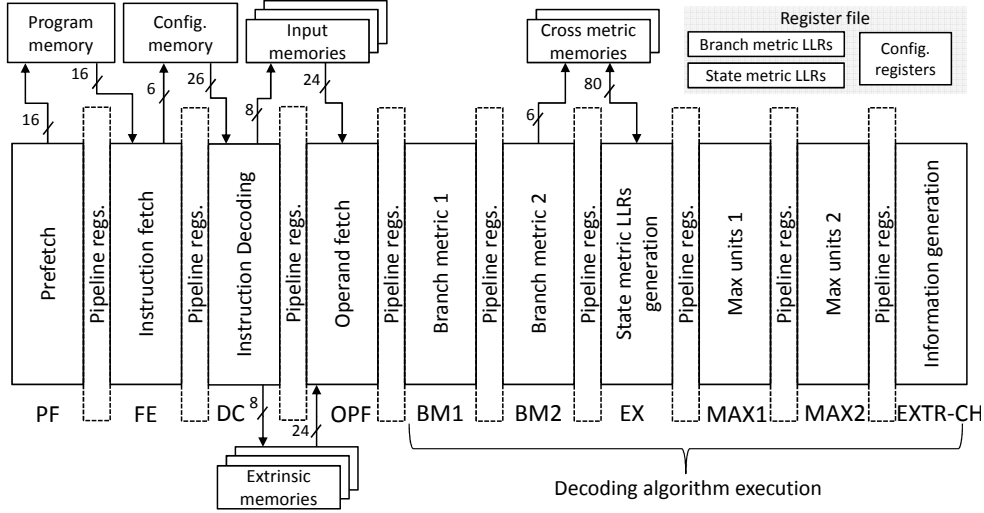 Program
memory
Config.
memory
Input
memories
Cross metric
memories
Register file
Branch metric LLRs
State metric LLRs
Config.
registers
16
16
6
26
8
24
6
80
Prefetch
Pipeline regs.
Instruction fetch
Pipeline regs.
Instruction Decoding
Pipeline regs.
Operand fetch
Pipeline regs.
Branch metric 1
Pipeline regs.
Branch metric 2
Pipeline regs.
State metric LLRs
generation
Pipeline regs.
Max units 1
Pipeline regs.
Max units 2
Pipeline regs.
Information generation
PF
FE
DC
OPF
BM1
BM2
EX
MAX1
MAX2
EXTR-CH
8
24
Extrinsic
memories
Decoding algorithm execution